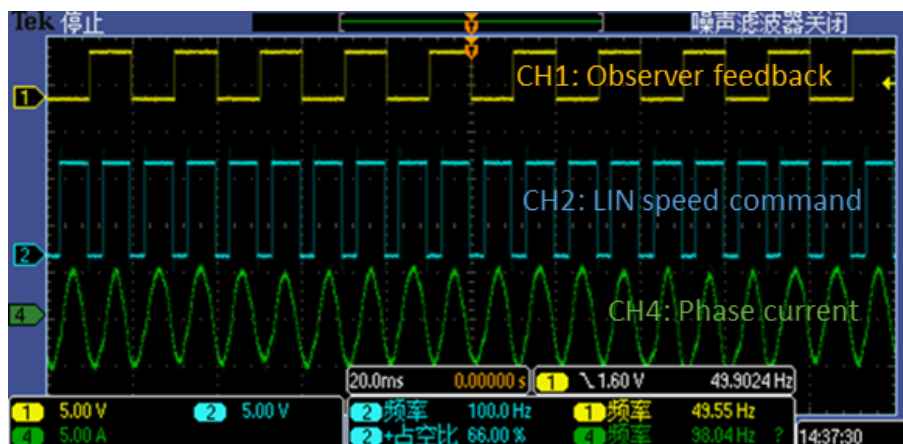 Tek 停止 噪声滤波器关闭
1 CH1: Observer feedback
CH2: LIN speed command
2
4 CH4: Phase current
20.0ms 0.00000 s 1 1.60 V 49.9024 Hz
1 5.00 V 2 5.00 V 2 频率 100.0 Hz 1 频率 49.55 Hz
4 5.00 A 2 +占空比 66.00 % 4 频率 98.04 Hz ? 14:37:30